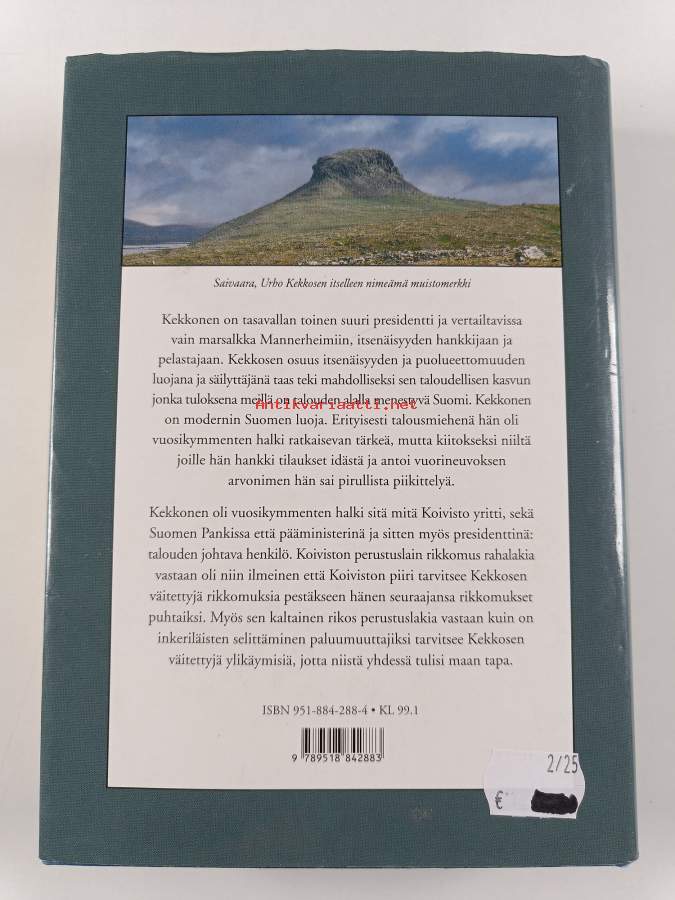 Saivaara, Urho Kekkosen itselleen nimeämä muistomerkki
Kekkonen on tasavallan toinen suuri presidentti ja vertailtavissa
vain marsalkka Mannerheimiin, itsenäisyyden hankkijaan ja
pelastajaan. Kekkosen osuus itsenäisyyden ja puolueettomuuden
luojana ja säilyttäjänä taas teki mahdolliseksi sen taloudellisen kasvun
jonka tuloksena meillä on talouden alalla menestyvä Suomi. Kekkonen
Antikvariaatti.net
on modernin Suomen luoja. Erityisesti talousmiehenä hän oli
vuosikymmenten halki ratkaisevan tärkeä, mutta kiitokseksi niiltä
joille hän hankki tilaukset idästä ja antoi vuorineuvoksen
arvonimen hän sai pirullista piikittelyä.
Kekkonen oli vuosikymmenten halki sitä mitä Koivisto yritti, sekä
Suomen Pankissa että pääministerinä ja sitten myös presidenttinä:
talouden johtava henkilö. Koiviston perustuslain rikkomus rahalakia
vastaan oli niin ilmeinen että Koiviston piiri tarvitsee Kekkosen
väitettyjä rikkomuksia pestäkseen hänen seuraajansa rikkomukset
puhtaiksi. Myös sen kaltainen rikos perustuslakia vastaan kuin on
inkeriläisten selittäminen paluumuuttajiksi tarvitsee Kekkosen
väitettyjä ylikäymisiä, jotta niistä yhdessä tulisi maan tapa.
ISBN 951-884-288-4 • KL 99.1
9 789518 842883
2/25
€